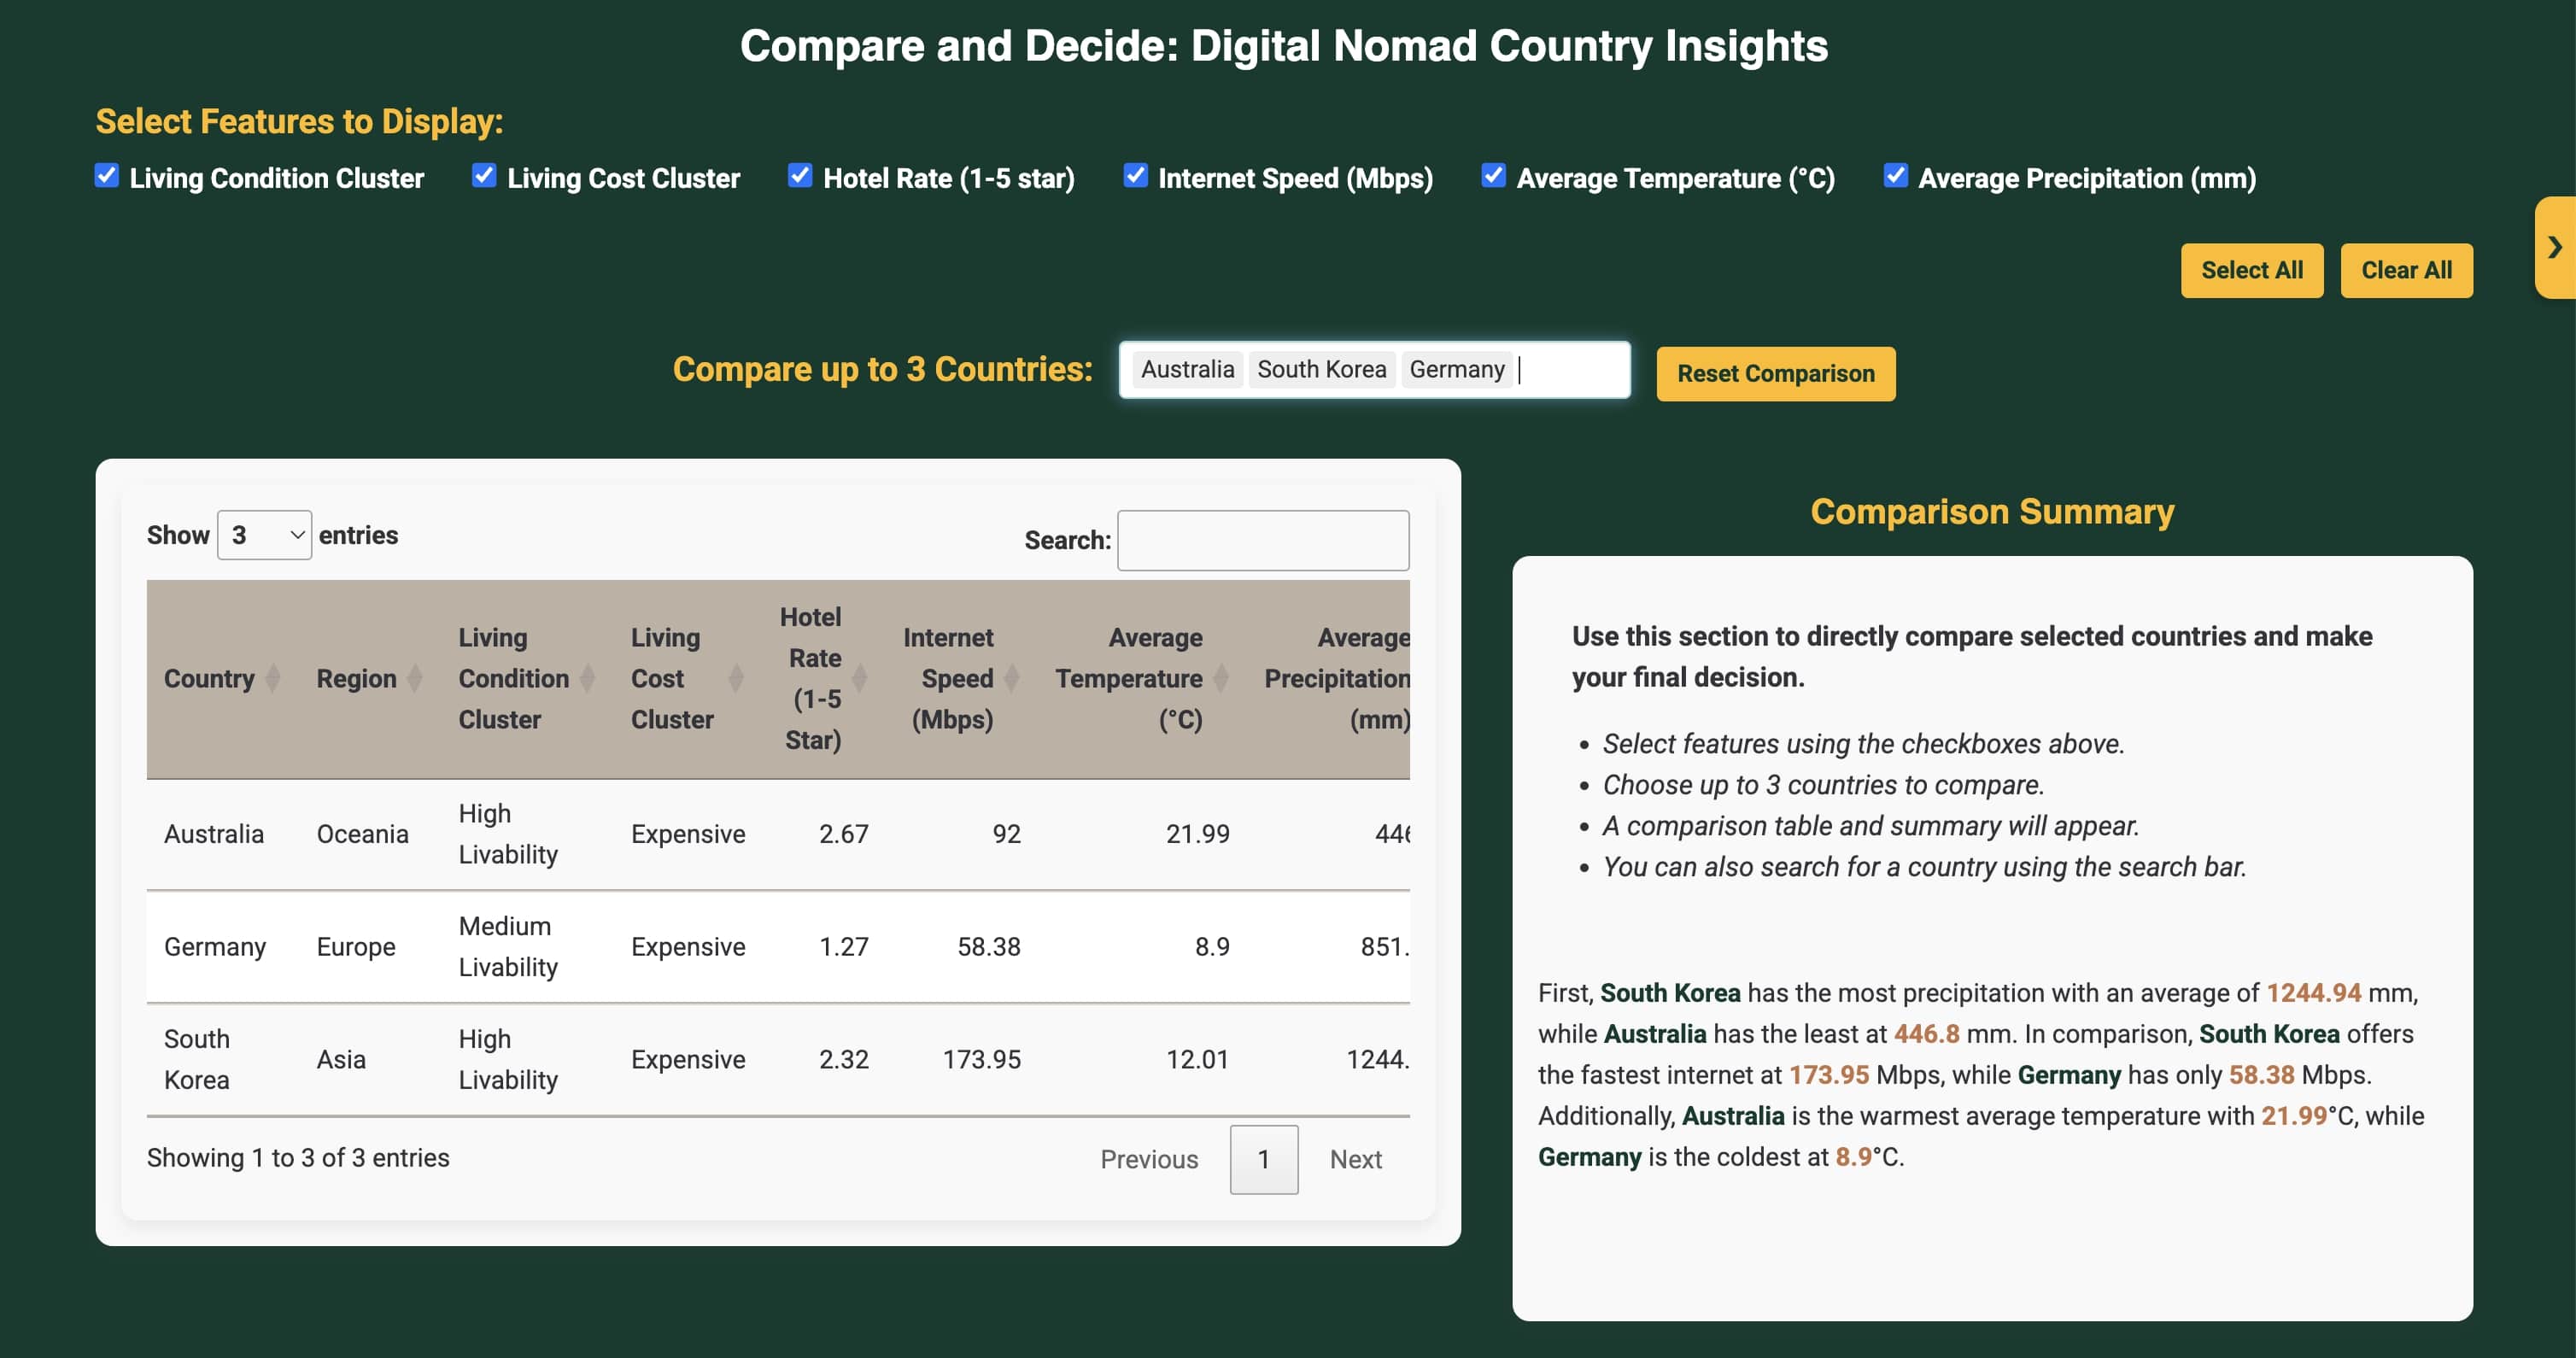 Compare and Decide: Digital Nomad Country Insights
Select Features to Display:
Living Condition Cluster Living Cost Cluster Hotel Rate (1-5 star) Internet Speed (Mbps) Average Temperature (°C) Average Precipitation (mm)
Select All Clear All
Compare up to 3 Countries: Australia South Korea Germany Reset Comparison
Show 3 entries Search:
Country Region Living Condition Cluster Living Cost Cluster Hotel Rate (1-5 Star) Internet Speed (Mbps) Average Temperature (°C) Average Precipitation (mm)
Australia Oceania High Livability Expensive 2.67 92 21.99 446
Germany Europe Medium Livability Expensive 1.27 58.38 8.9 851.
South Korea Asia High Livability Expensive 2.32 173.95 12.01 1244.
Showing 1 to 3 of 3 entries Previous 1 Next
Comparison Summary
Use this section to directly compare selected countries and make
your final decision.
• Select features using the checkboxes above.
• Choose up to 3 countries to compare.
• A comparison table and summary will appear.
• You can also search for a country using the search bar.
First, South Korea has the most precipitation with an average of 1244.94 mm,
while Australia has the least at 446.8 mm. In comparison, South Korea offers
the fastest internet at 173.95 Mbps, while Germany has only 58.38 Mbps.
Additionally, Australia is the warmest average temperature with 21.99°C, while
Germany is the coldest at 8.9°C.